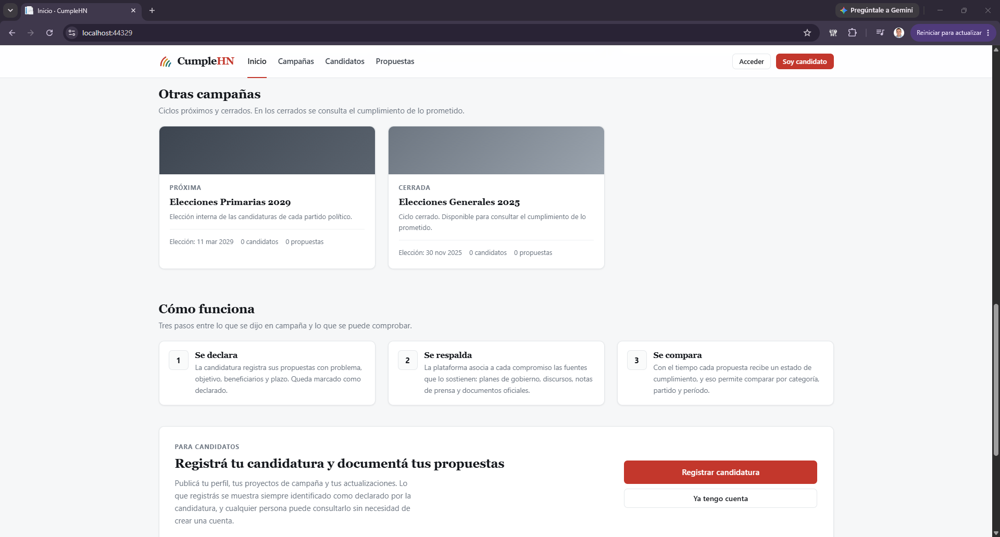 Inicio · CumpleHN
Pregúntale a Gemini
localhost:44329
Reiniciar para actualizar
CumpleHN
Inicio
Campañas
Candidatos
Propuestas
Acceder
Soy candidato
Otras campañas
Ciclos próximos y cerrados. En los cerrados se consulta el cumplimiento de lo prometido.
PRÓXIMA
Elecciones Primarias 2029
Elección interna de las candidaturas de cada partido político.
Elección: 11 mar 2029 0 candidatos 0 propuestas
CERRADA
Elecciones Generales 2025
Ciclo cerrado. Disponible para consultar el cumplimiento de lo
prometido.
Elección: 30 nov 2025 0 candidatos 0 propuestas
Cómo funciona
Tres pasos entre lo que se dijo en campaña y lo que se puede comprobar.
1
Se declara
La candidatura registra sus propuestas con problema,
objetivo, beneficiarios y plazo. Queda marcado como
declarado.
2
Se respalda
La plataforma asocia a cada compromiso las fuentes
que lo sostienen: planes de gobierno, discursos, notas
de prensa y documentos oficiales.
3
Se compara
Con el tiempo cada propuesta recibe un estado de
cumplimiento, y eso permite comparar por categoría,
partido y período.
PARA CANDIDATOS
Registrá tu candidatura y documentá tus propuestas
Publicá tu perfil, tus proyectos de campaña y tus actualizaciones. Lo
que registrás se muestra siempre identificado como declarado por la
candidatura, y cualquier persona puede consultarlo sin necesidad de
crear una cuenta.
Registrar candidatura
Ya tengo cuenta